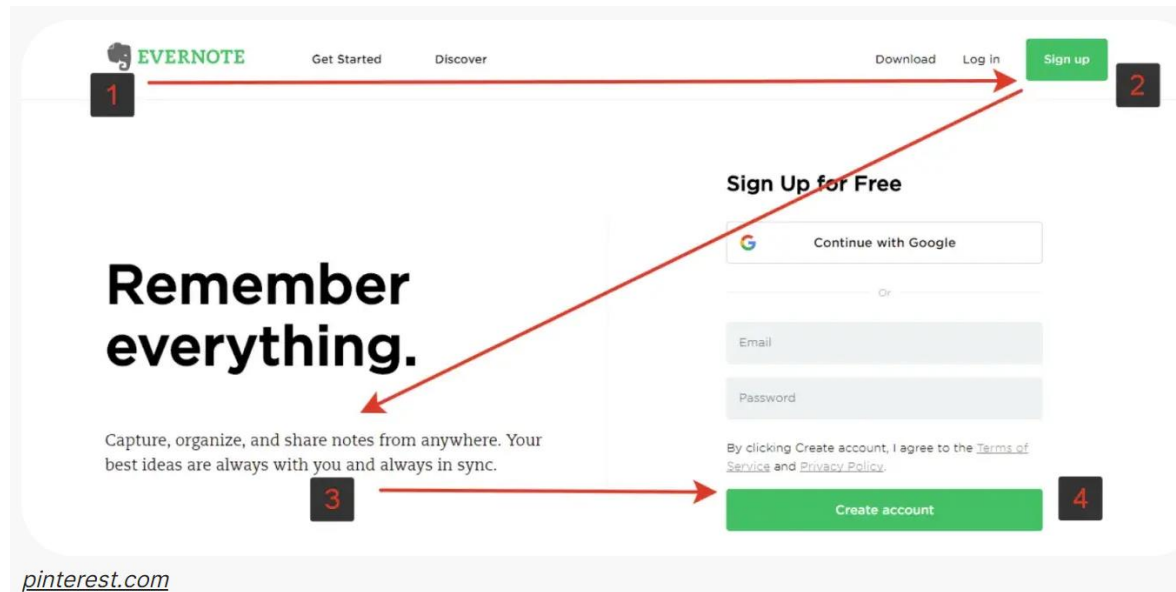 EVERNOTE Get Started Discover Download Log in Sign up
1
2
Sign Up for Free
Continue with Google
Or
Remember
everything.
Email
Password
Capture, organize, and share notes from anywhere. Your
best ideas are always with you and always in sync.
By clicking Create account, I agree to the Terms of
Service and Privacy Policy.
3
4
Create account
pinterest.com